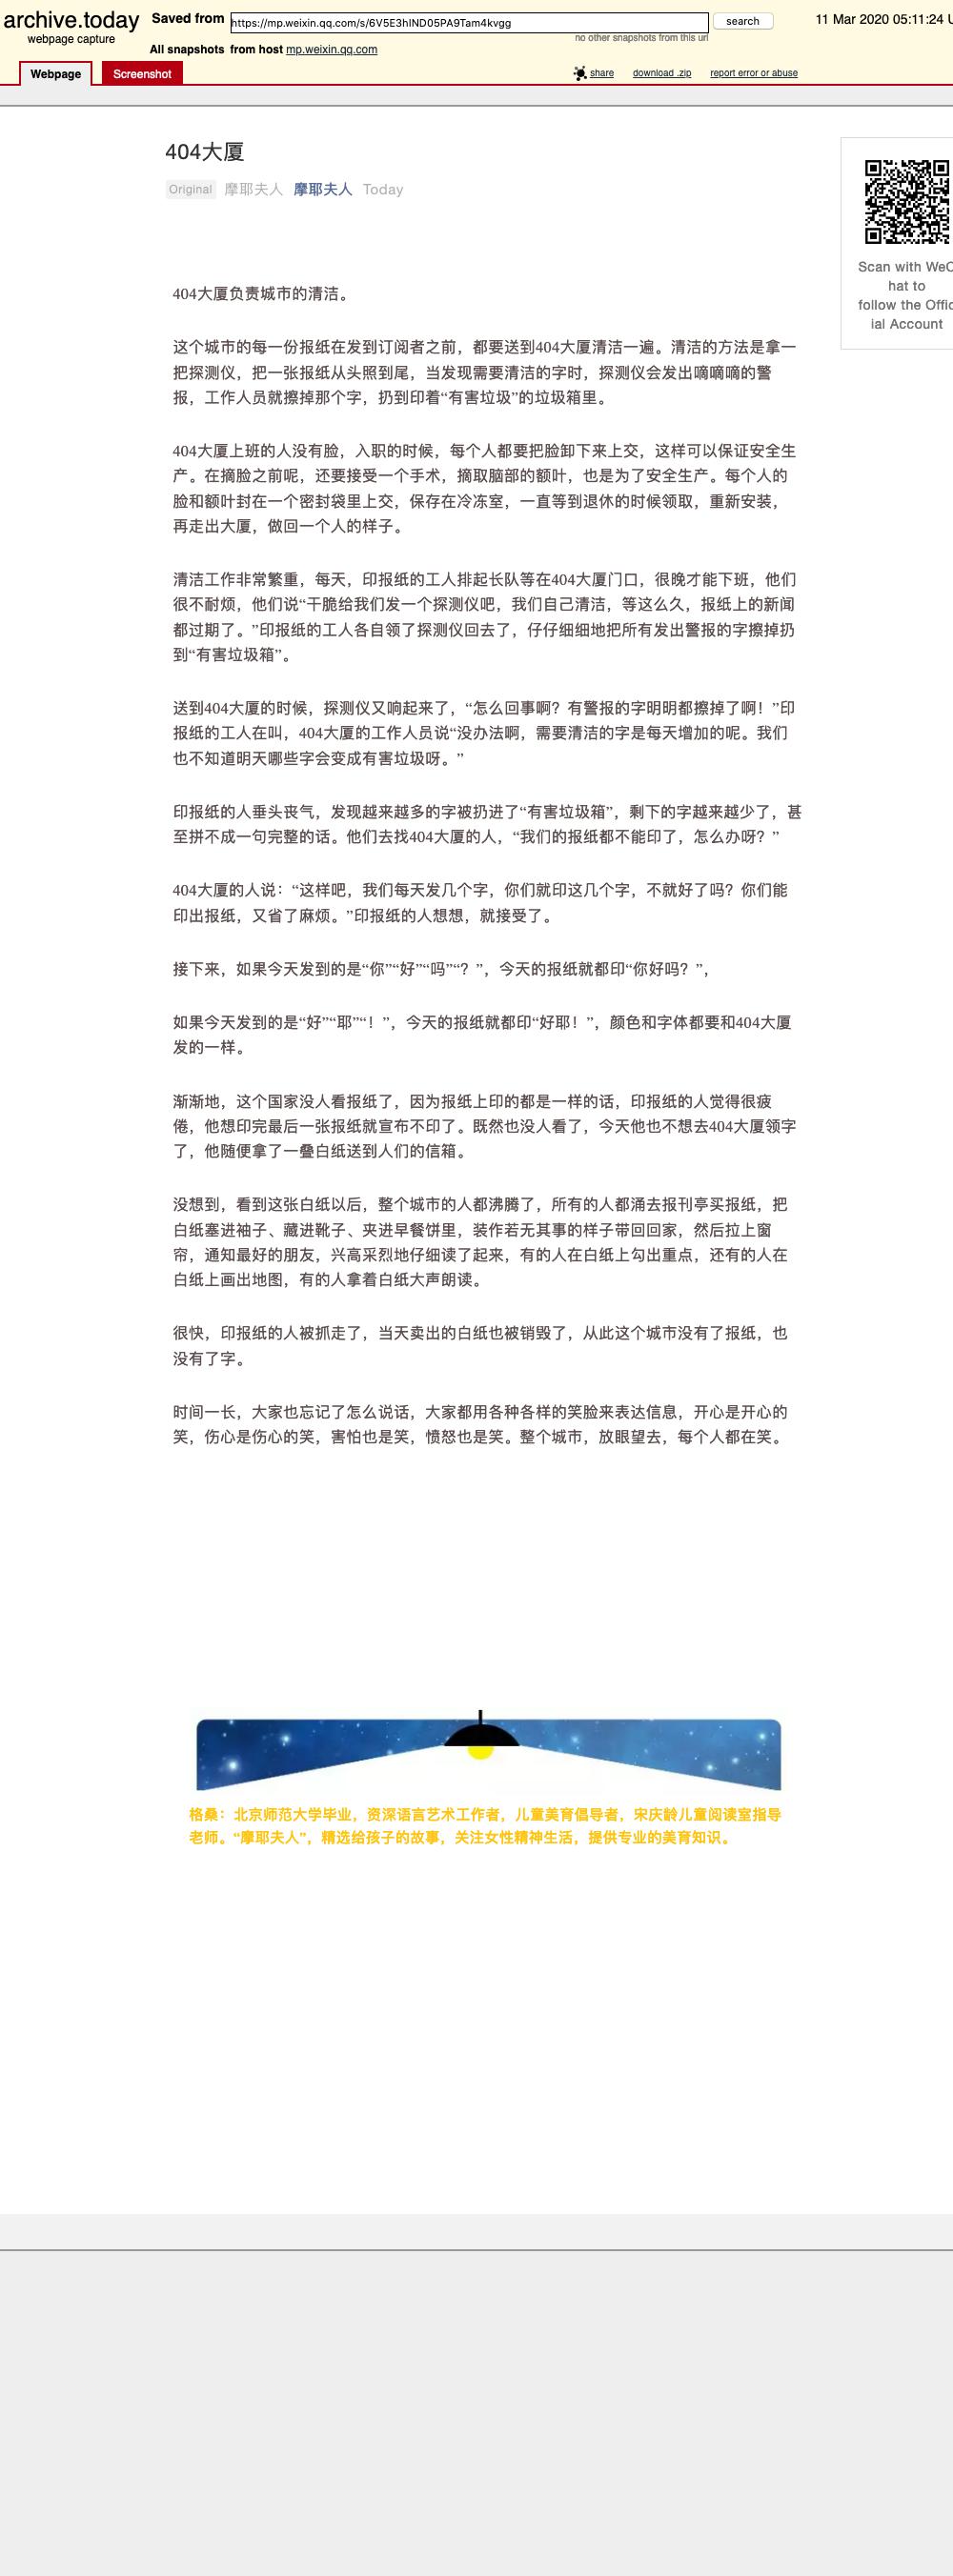 archive.today
webpage capture
Saved from
https://mp.weixin.qq.com/s/6V5E3hIND05PA9Tam4kvgg
search
11 Mar 2020 05:11:24 U
no other snapshots from this url
All snapshots from host mp.weixin.qq.com
Webpage
Screenshot
share
download .zip
report error or abuse
404大厦
Original 摩耶夫人 摩耶夫人 Today
Scan with WeC
hat to
follow the Offic
ial Account
404大厦负责城市的清洁。
这个城市的每一份报纸在发到订阅者之前，都要送到404大厦清洁一遍。清洁的方法是拿一
把探测仪，把一张报纸从头照到尾，当发现需要清洁的字时，探测仪会发出嘀嘀嘀的警
报，工作人员就擦掉那个字，扔到印着“有害垃圾”的垃圾箱里。
404大厦上班的人没有脸，入职的时候，每个人都要把脸卸下来上交，这样可以保证安全生
产。在摘脸之前呢，还要接受一个手术，摘取脑部的额叶，也是为了安全生产。每个人的
脸和额叶封在一个密封袋里上交，保存在冷冻室，一直等到退休的时候领取，重新安装，
再走出大厦，做回一个人的样子。
清洁工作非常繁重，每天，印报纸的工人排起长队等在404大厦门口，很晚才能下班，他们
很不耐烦，他们说“干脆给我们发一个探测仪吧，我们自己清洁，等这么久，报纸上的新闻
都过期了。”印报纸的工人各自领了探测仪回去了，仔仔细细地把所有发出警报的字擦掉扔
到“有害垃圾箱”。
送到404大厦的时候，探测仪又响起来了，“怎么回事啊？有警报的字明明都擦掉了啊！”印
报纸的工人在叫，404大厦的工作人员说“没办法啊，需要清洁的字是每天增加的呢。我们
也不知道明天哪些字会变成有害垃圾呀。”
印报纸的人垂头丧气，发现越来越多的字被扔进了“有害垃圾箱”，剩下的字越来越少了，甚
至拼不成一句完整的话。他们去找404大厦的人，“我们的报纸都不能印了，怎么办呀？”
404大厦的人说：“这样吧，我们每天发几个字，你们就印这几个字，不就好了吗？你们能
印出报纸，又省了麻烦。”印报纸的人想想，就接受了。
接下来，如果今天发到的是“你”“好”“吗”“？”，今天的报纸就都印“你好吗？”，
如果今天发到的是“好”“耶”“！”，今天的报纸就都印“好耶！”，颜色和字体都要和404大厦
发的一样。
渐渐地，这个国家没人看报纸了，因为报纸上印的都是一样的话，印报纸的人觉得很疲
倦，他想印完最后一张报纸就宣布不印了。既然也没人看了，今天他也不想去404大厦领字
了，他随便拿了一叠白纸送到人们的信箱。
没想到，看到这张白纸以后，整个城市的人都沸腾了，所有的人都涌去报刊亭买报纸，把
白纸塞进袖子、藏进靴子、夹进早餐饼里，装作若无其事的样子带回回家，然后拉上窗
帘，通知最好的朋友，兴高采烈地仔细读了起来，有的人在白纸上勾出重点，还有的人在
白纸上画出地图，有的人拿着白纸大声朗读。
很快，印报纸的人被抓走了，当天卖出的白纸也被销毁了，从此这个城市没有了报纸，也
没有了字。
时间一长，大家也忘记了怎么说话，大家都用各种各样的笑脸来表达信息，开心是开心的
笑，伤心是伤心的笑，害怕也是笑，愤怒也是笑。整个城市，放眼望去，每个人都在笑。
格桑：北京师范大学毕业，资深语言艺术工作者，儿童美育倡导者，宋庆龄儿童阅读室指导
老师。“摩耶夫人”，精选给孩子的故事，关注女性精神生活，提供专业的美育知识。